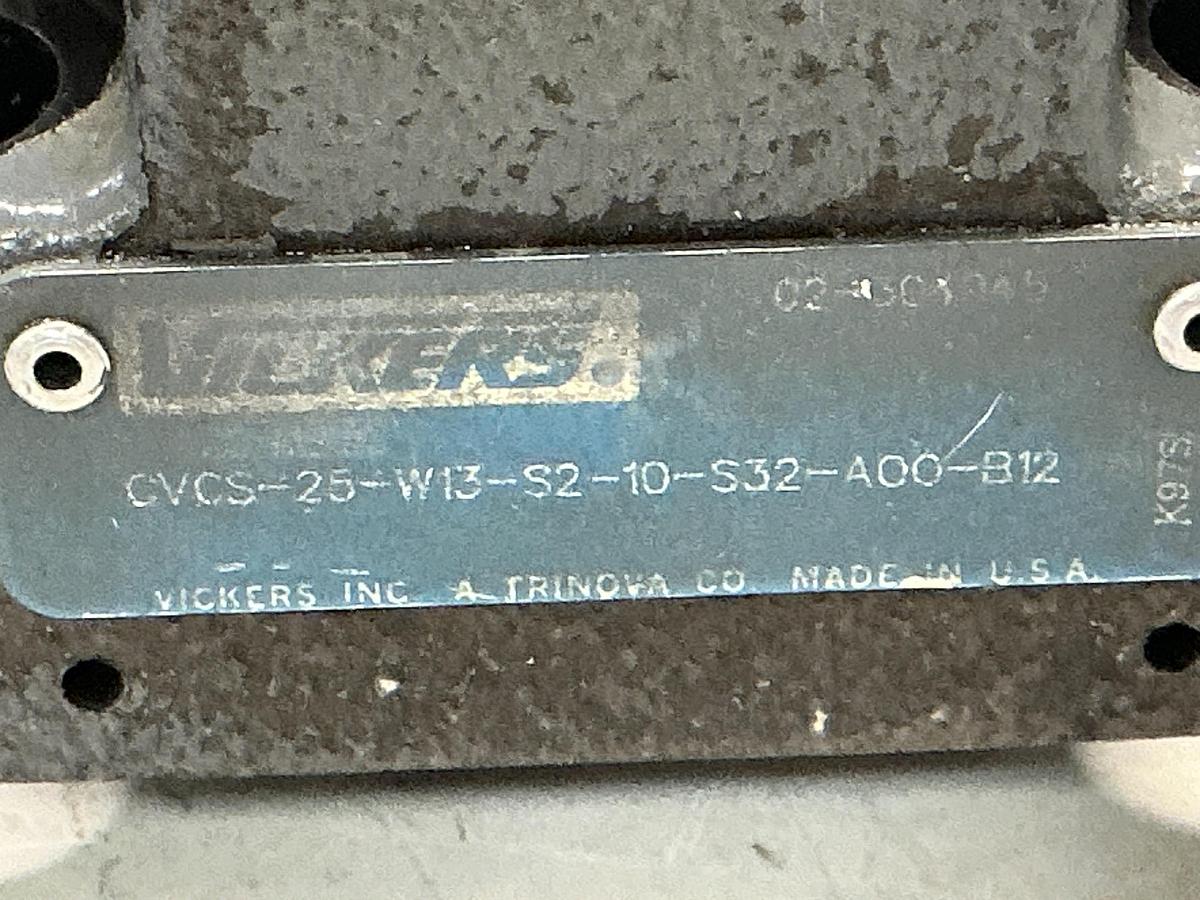 VICKERS
CVCS-25-W13-S2-10-S32-A00-B12
K97S
VICKERS INC A TRINOVA CO MADE IN U.S.A.